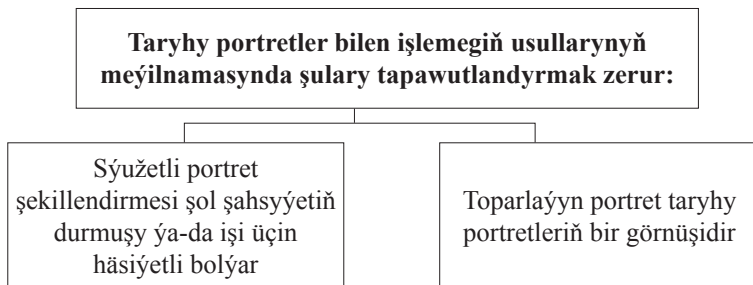 Taryhy portretler bilen işlemegiň usullarynyň
meýilnamasynda şulary tapawutlandyrmak zerur:
Sýužetli portret
şekillendirmesi şol şahsyýetiň
durmuşy ýa-da işi üçin
häsiýetli bolýar
Toparlaýyn portret taryhy
portretleriň bir görnüşidir